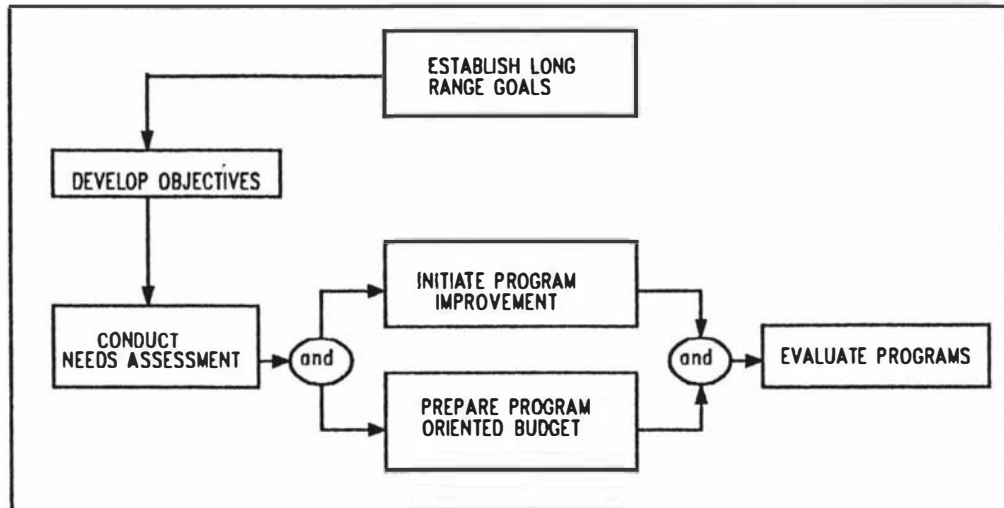 ESTABLISH LONG
RANGE GOALS
DEVELOP OBJECTIVES
CONDUCT
NEEDS ASSESSMENT
and
INITIATE PROGRAM
IMPROVEMENT
PREPARE PROGRAM
ORIENTED BUDGET
and
EVALUATE PROGRAMS